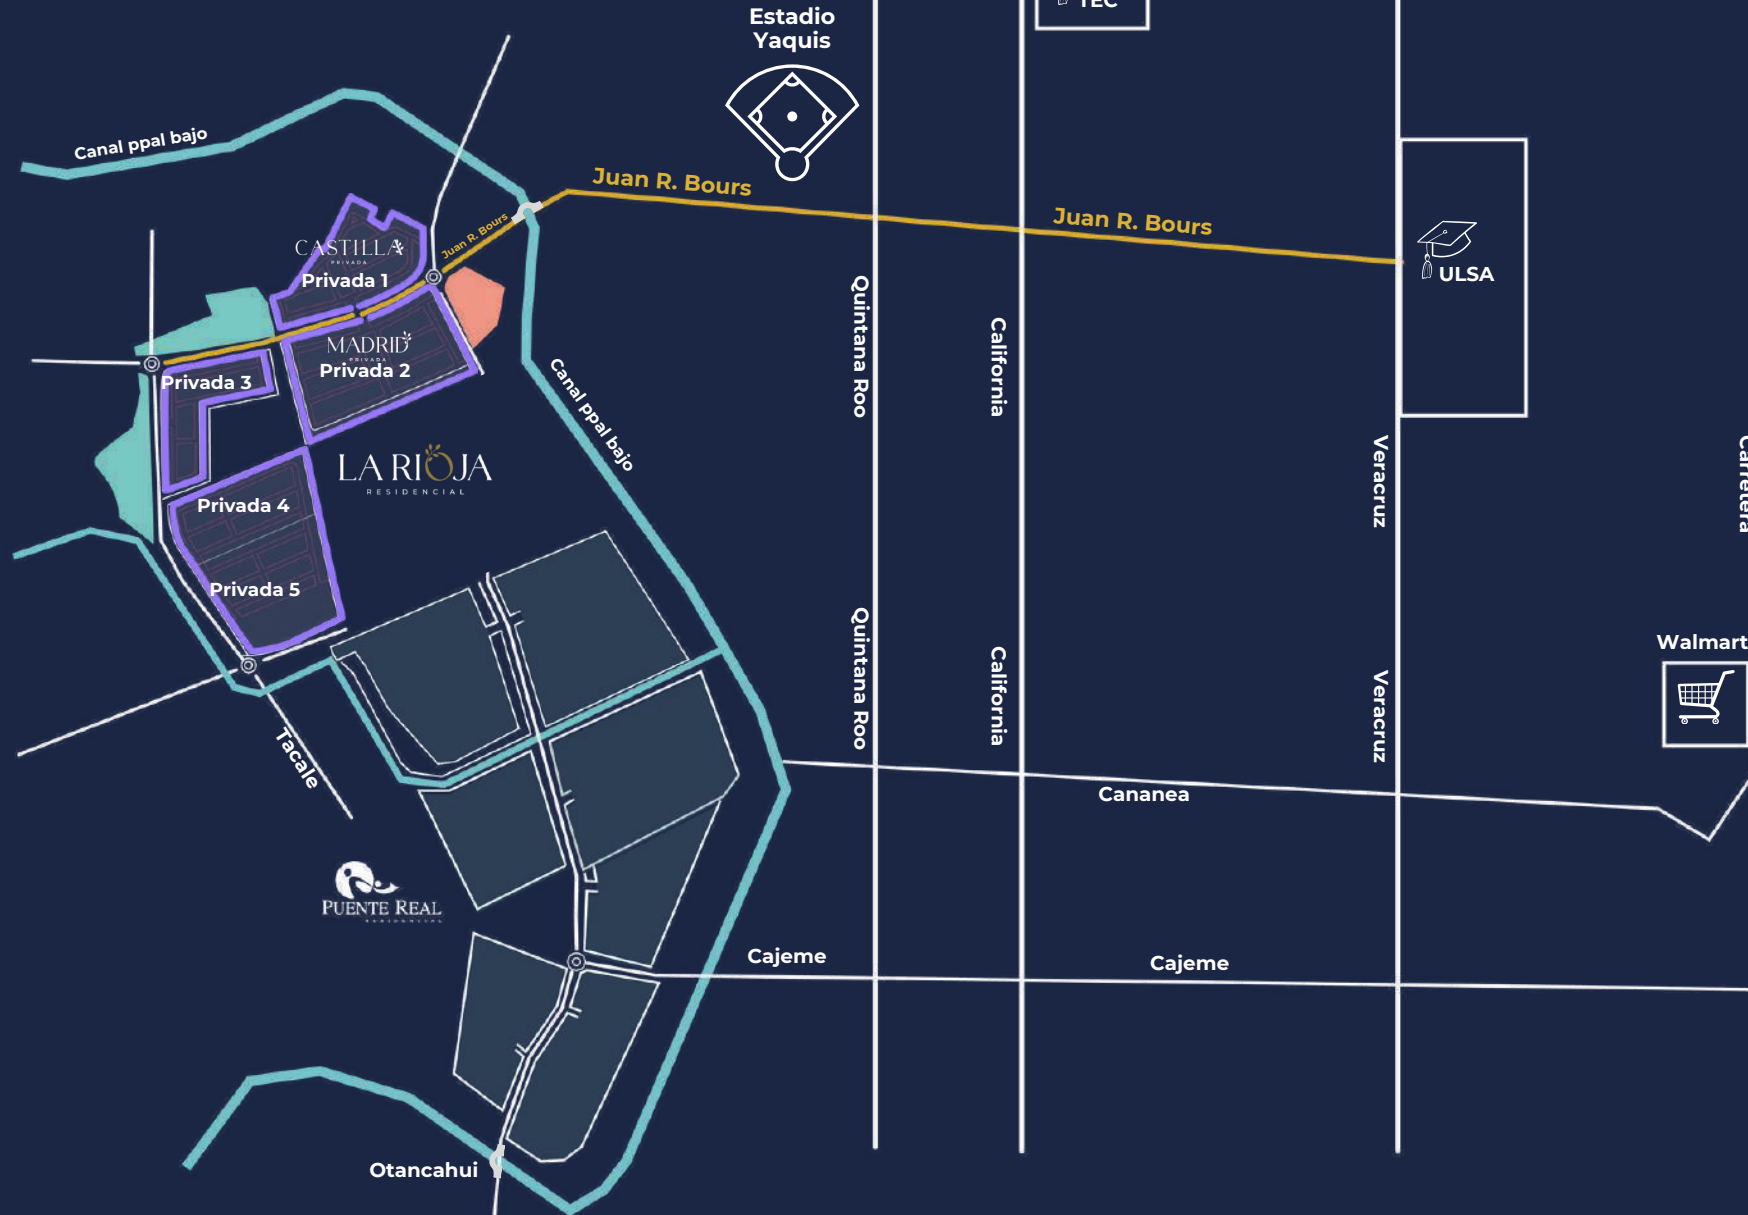 TEC
Estadio
Yaquis
Canal ppal bajo
Juan R. Bours
Juan R. Bours
Juan R. Bours
CASTILLA
PRIVADA
Privada 1
ULSA
Quintana Roo
California
MADRID
PRIVADA
Privada 2
Privada 3
Canal ppal bajo
Veracruz
Carretera
LA RIOJA
RESIDENCIAL
Privada 4
Privada 5
Quintana Roo
California
Walmart
Veracruz
Tacale
Cananea
PUENTE REAL
RESIDENCIAL
Cajeme
Cajeme
Otancahui